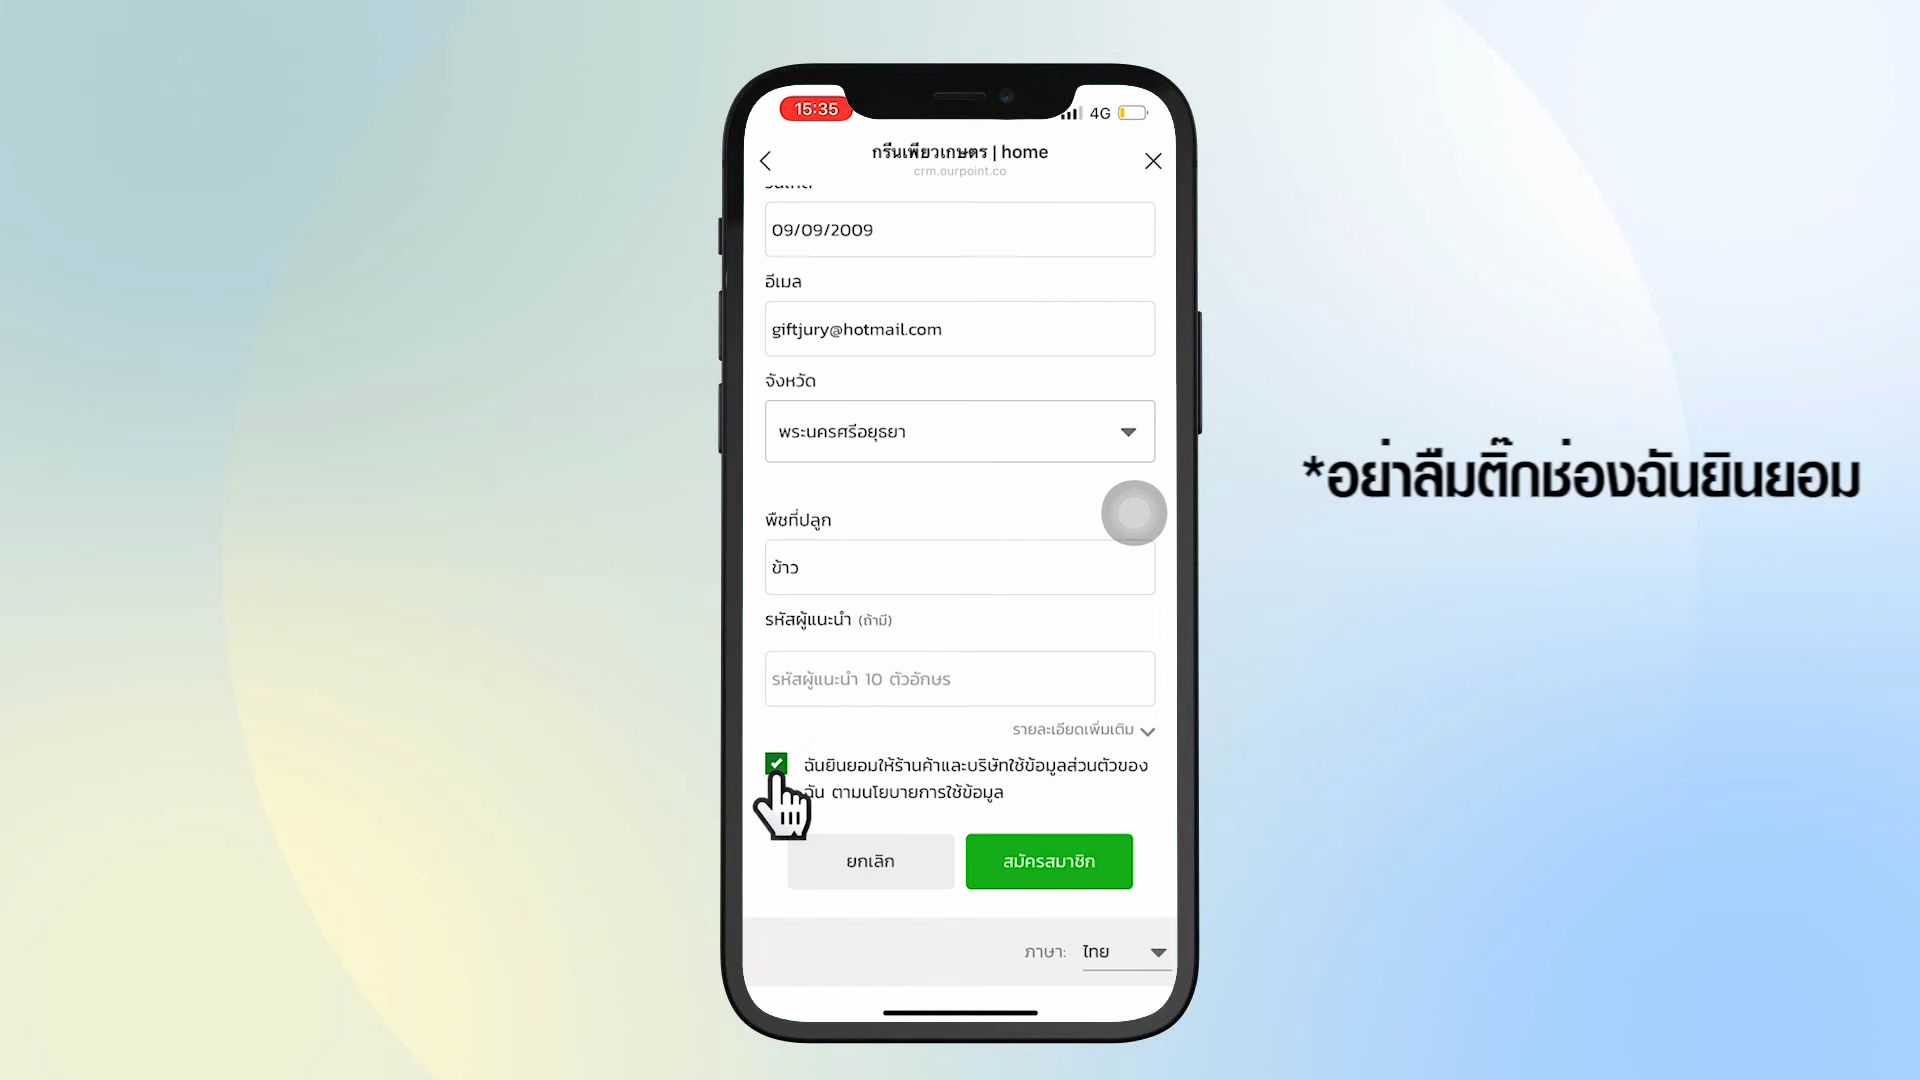 15:35
4G
กรีนเพียวเกษตร | home
crm.ourpoint.co
09/09/2009
อีเมล
giftjury@hotmail.com
จังหวัด
พระนครศรีอยุธยา
*อย่าลืมติ๊กช่องฉันยินยอม
พืชที่ปลูก
ข้าว
รหัสผู้แนะนำ (ถ้ามี)
รหัสผู้แนะนำ 10 ตัวอักษร
รายละเอียดเพิ่มเติม
ฉันยินยอมให้ร้านค้าและบริษัทใช้ข้อมูลส่วนตัวของ
ฉัน ตามนโยบายการใช้ข้อมูล
ยกเลิก
สมัครสมาชิก
ภาษา: ไทย